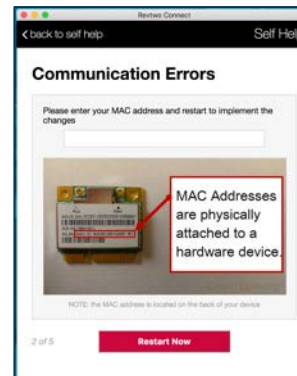 Revtwo Connect
back to self help
Self Hel
Communication Errors
Please enter your MAC address and restart to implement the
changes
MAC Addresses
are physically
attached to a
hardware device.
NOTE: the MAC address is located on the back of your device
2 of 5
Restart Now